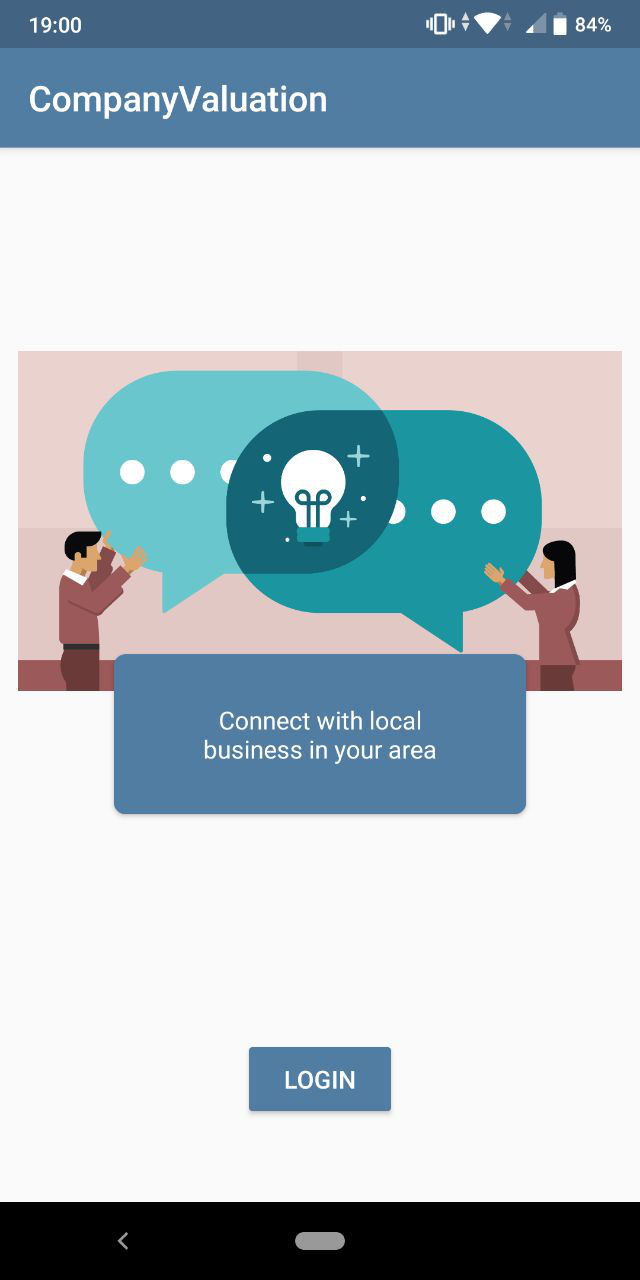 19:00
84%
CompanyValuation
Connect with local
business in your area
LOGIN